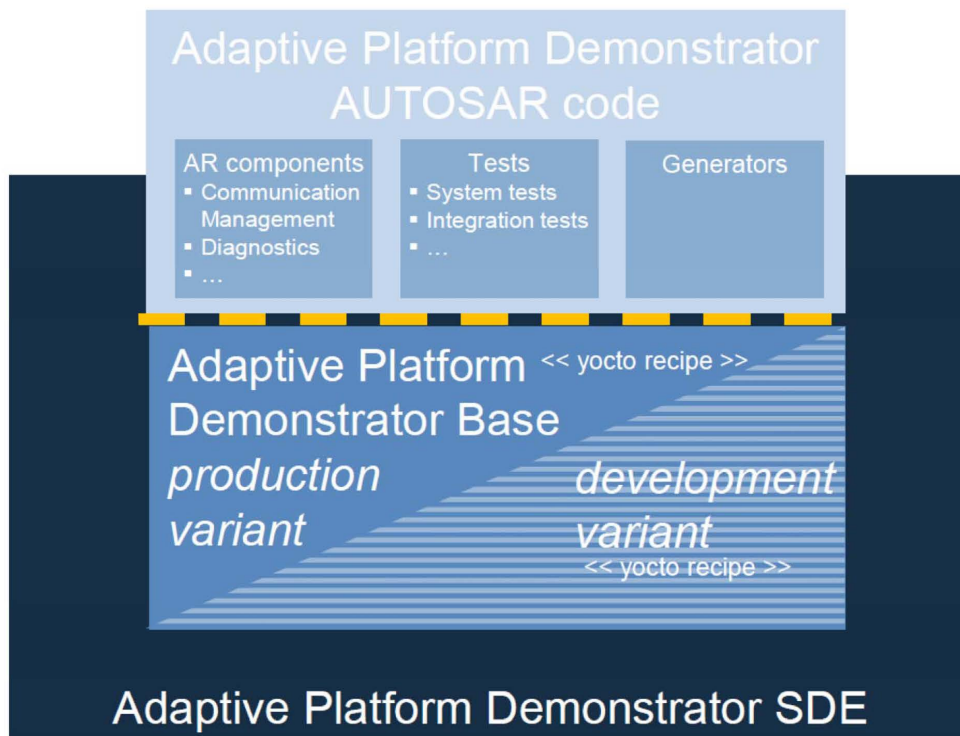 Adaptive Platform Demonstrator
AUTOSAR code
AR components
▪ Communication
Management
▪ Diagnostics
▪ ...
Tests
▪ System tests
▪ Integration tests
▪ ...
Generators
Adaptive Platform << yocto recipe >>
Demonstrator Base
production
variant
development
variant
<< yocto recipe >>
Adaptive Platform Demonstrator SDE